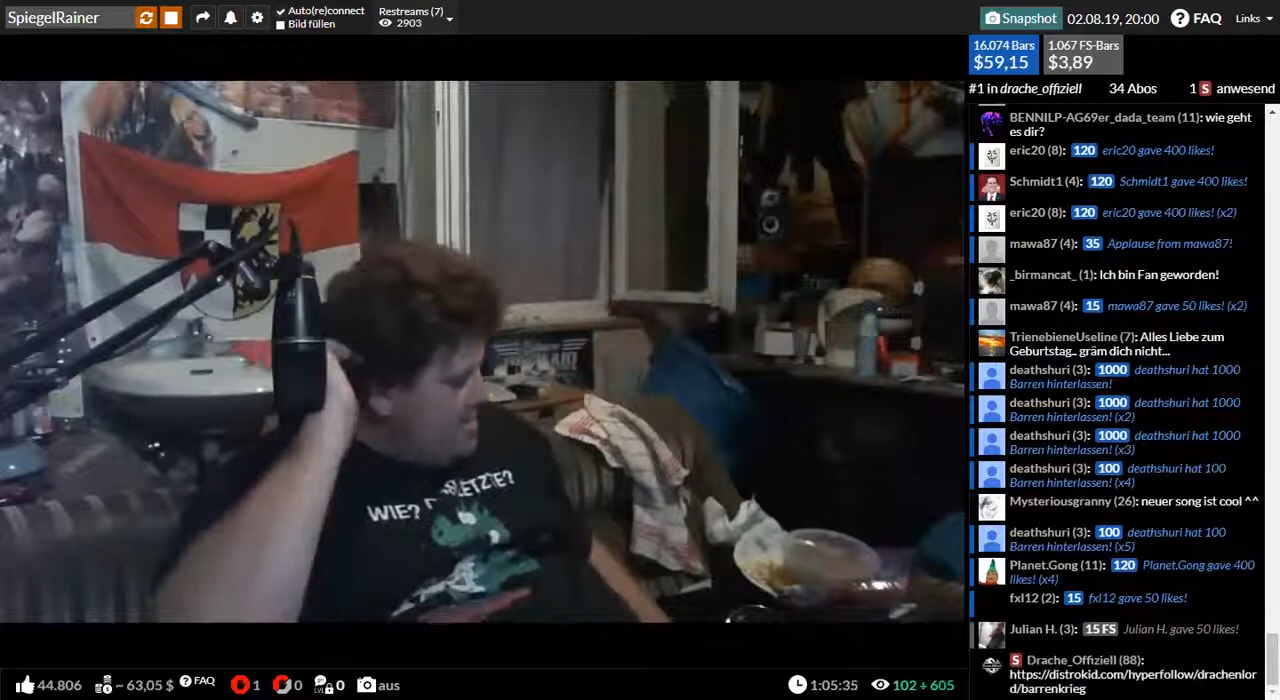 SpiegelRainer
Auto(re)connect
Bild füllen
Restreams (7)
2903
Snapshot
02.08.19, 20:00
FAQ
Links
16.074 Bars
$59,15
1.067 FS-Bars
$3,89
#1 in drache_offiziell
34 Abos
1 S anwesend
BENNILP-AG69er_dada_team (11): wie geht
es dir?
eric20 (8): 120 eric20 gave 400 likes!
Schmidt1 (4): 120 Schmidt1 gave 400 likes!
eric20 (8): 120 eric20 gave 400 likes! (x2)
mawa87 (4): 35 Applause from mawa87!
_birmancat_ (1): Ich bin Fan geworden!
mawa87 (4): 15 mawa87 gave 50 likes! (x2)
TrienebieneUseline (7): Alles Liebe zum
Geburtstag.. gräm dich nicht...
deathshuri (3): 1000 deathshuri hat 1000
Barren hinterlassen!
deathshuri (3): 1000 deathshuri hat 1000
Barren hinterlassen! (x2)
deathshuri (3): 1000 deathshuri hat 1000
Barren hinterlassen! (x3)
deathshuri (3): 100 deathshuri hat 100
Barren hinterlassen! (x4)
Mysteriousgranny (26): neuer song ist cool ^^
deathshuri (3): 100 deathshuri hat 100
Barren hinterlassen! (x5)
Planet.Gong (11): 120 Planet.Gong gave 400
likes! (x4)
fxl12 (2): 15 fxl12 gave 50 likes!
Julian H. (3): 15 FS Julian H. gave 50 likes!
S Drache_Offiziell (88):
https://distrokid.com/hyperfollow/drachenlor
d/barrenkrieg
WIE?
44.806
~ 63,05 $
FAQ
1
0
LVL
0
aus
1:05:35
102 + 605